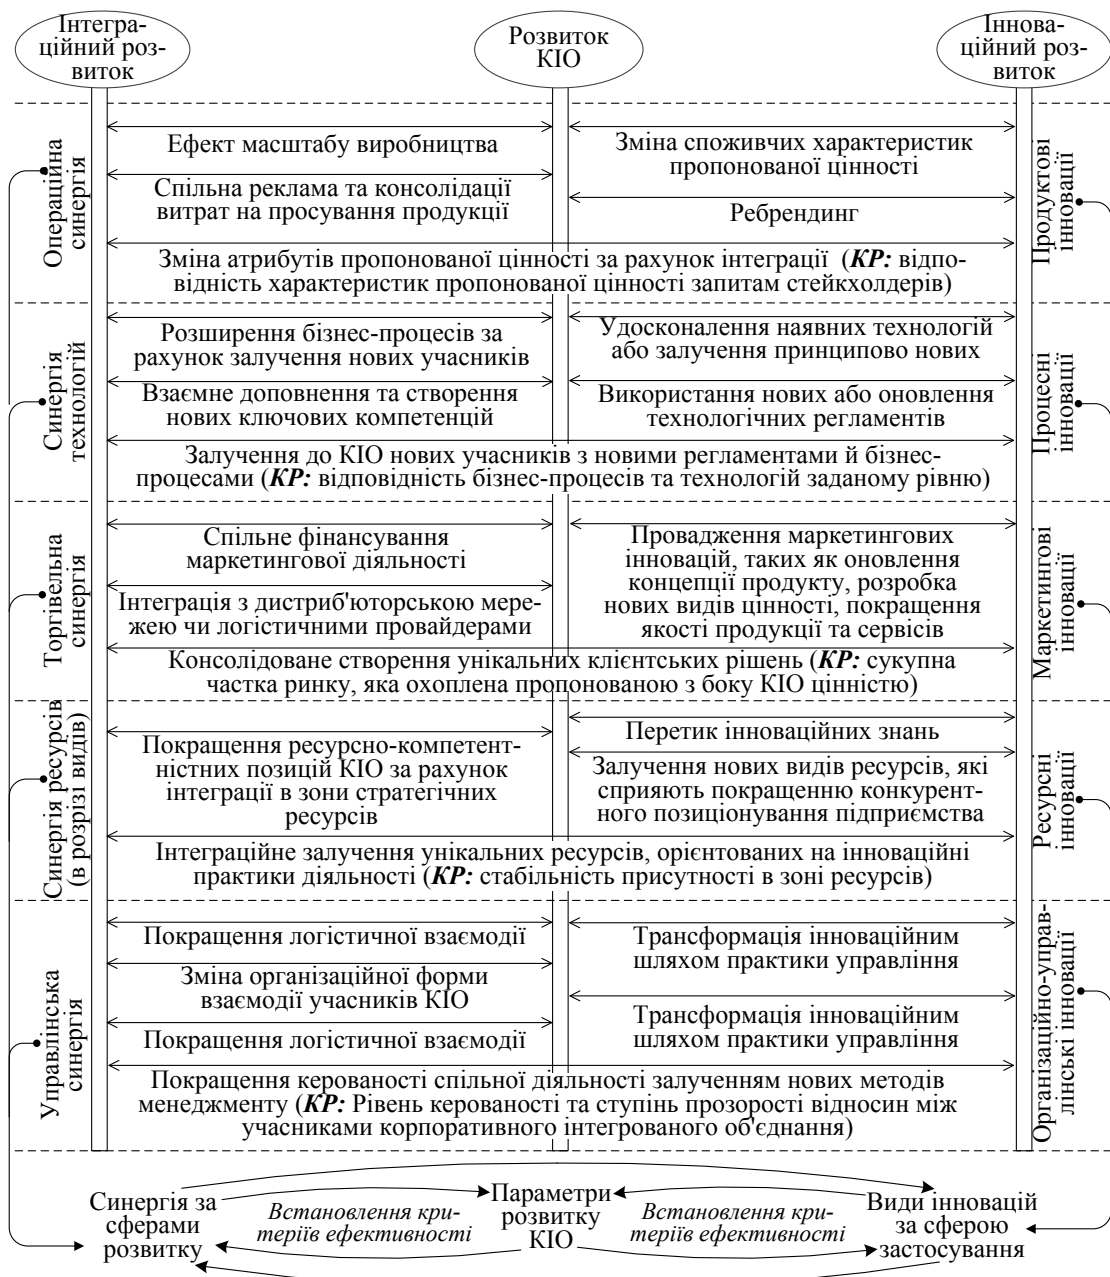 Інтегра-
ційний роз-
виток
Розвиток
КІО
Іннова-
ційний роз-
виток
Операційна
синергія
Ефект масштабу виробництва
Спільна реклама та консолідації
витрат на просування продукції
Зміна споживчих характеристик
пропонованої цінності
Ребрендинг
Зміна атрибутів пропонованої цінності за рахунок інтеграції (КР: відпо-
відність характеристик пропонованої цінності запитам стейкхолдерів)
Продуктові
інновації
Синергія
технологій
Розширення бізнес-процесів за
рахунок залучення нових учасників
Взаємне доповнення та створення
нових ключових компетенцій
Удосконалення наявних технологій
або залучення принципово нових
Використання нових або оновлення
технологічних регламентів
Залучення до КІО нових учасників з новими регламентами й бізнес-
процесами (КР: відповідність бізнес-процесів та технологій заданому рівню)
Процесні
інновації
Торгівельна
синергія
Спільне фінансування
маркетингової діяльності
Інтеграція з дистриб'юторською мере-
жею чи логістичними провайдерами
Провадження маркетингових
інновацій, таких як оновлення
концепції продукту, розробка
нових видів цінності, покращення
якості продукції та сервісів
Консолідоване створення унікальних клієнтських рішень (КР: сукупна
частка ринку, яка охоплена пропонованою з боку КІО цінністю)
Маркетингові
інновації
Синергія ресурсів
(в розрізі видів)
Покращення ресурсно-компетент-
ністних позицій КІО за рахунок
інтеграції в зони стратегічних
ресурсів
Перетик інноваційних знань
Залучення нових видів ресурсів, які
сприяють покращенню конкурент-
ного позиціонування підприємства
Інтеграційне залучення унікальних ресурсів, орієнтованих на інноваційні
практики діяльності (КР: стабільність присутності в зоні ресурсів)
Ресурсні
інновації
Управлінська
синергія
Покращення логістичної взаємодії
Зміна організаційної форми
взаємодії учасників КІО
Покращення логістичної взаємодії
Трансформація інноваційним
шляхом практики управління
Трансформація інноваційним
шляхом практики управління
Покращення керованості спільної діяльності залученням нових методів
менеджменту (КР: Рівень керованості та ступінь прозорості відносин між
учасниками корпоративного інтегрованого об'єднання)
Організаційно-управ-
лінські інновації
Синергія за
сферами
розвитку
Встановлення кри-
теріїв ефективності
Параметри
розвитку
КІО
Встановлення кри-
теріїв ефективності
Види інновацій
за сферою
застосування